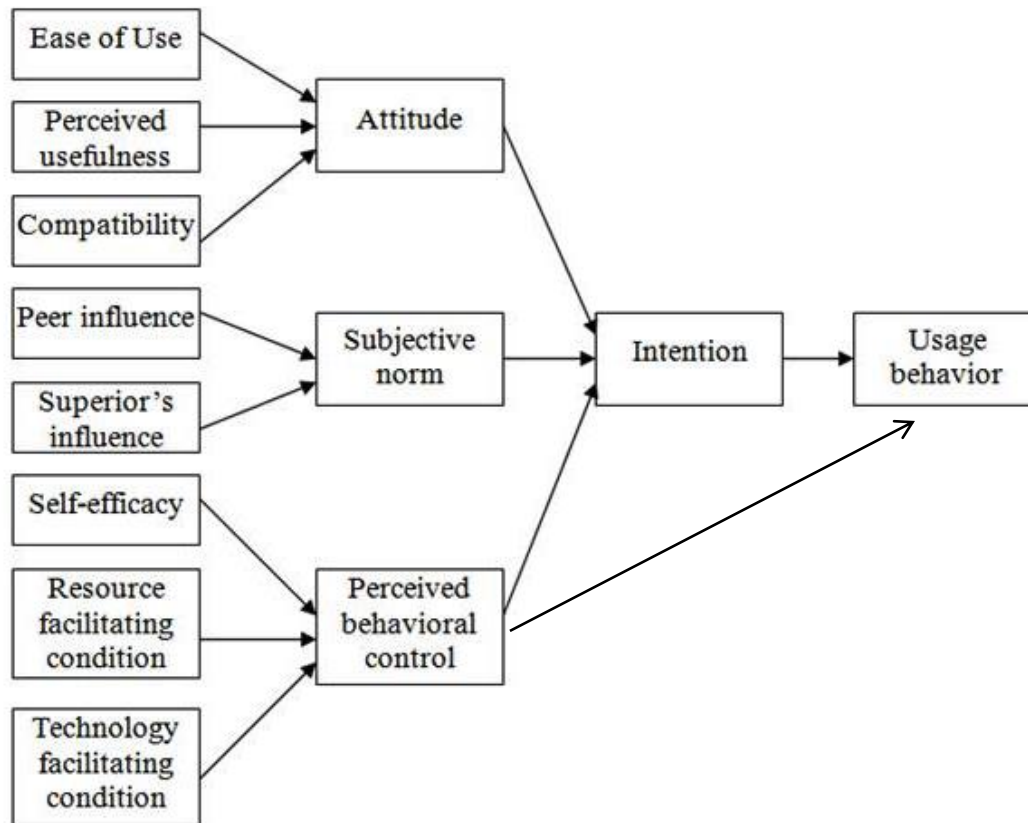 Ease of Use
Perceived
usefulness
Compatibility
Peer influence
Superior’s
influence
Self-efficacy
Resource
facilitating
condition
Technology
facilitating
condition
Attitude
Subjective
norm
Perceived
behavioral
control
Intention
Usage
behavior